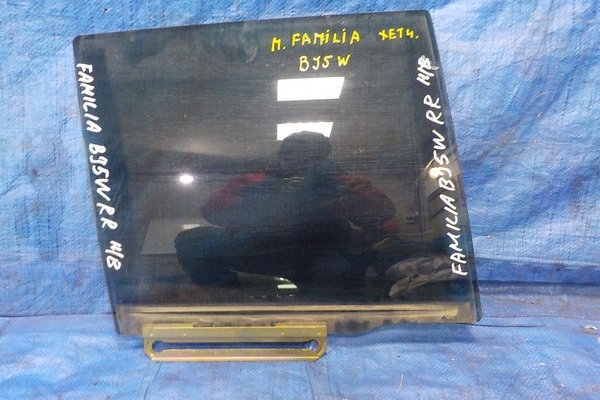 M. FAMILIA ХЕТЧ.
BJ5W
FAMILIA BJ5W RR H/B
FAMILIA BJ5W RR H/B